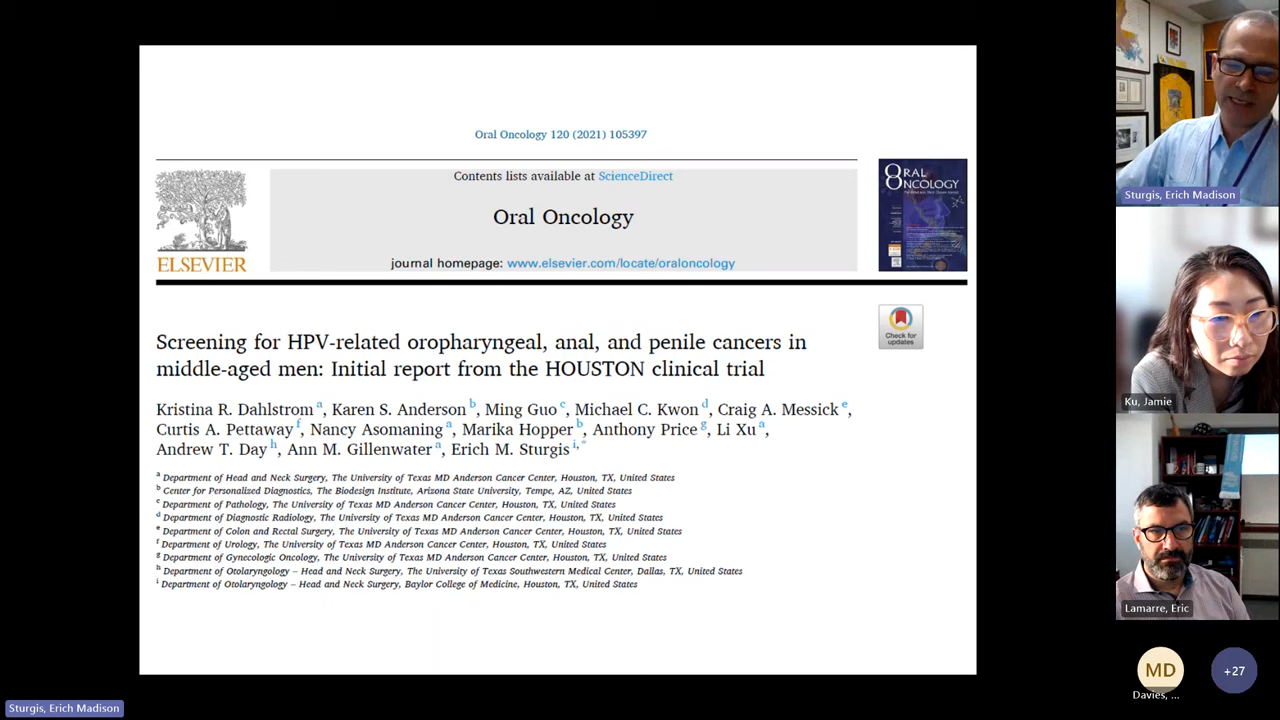 Oral Oncology 120 (2021) 105397
Contents lists available at ScienceDirect
Oral Oncology
journal homepage: www.elsevier.com/locate/oraloncology
ELSEVIER
ORAL
ONCOLOGY
Check for
updates
Screening for HPV-related oropharyngeal, anal, and penile cancers in
middle-aged men: Initial report from the HOUSTON clinical trial
Kristina R. Dahlstrom a, Karen S. Anderson b, Ming Guo c, Michael C. Kwon d, Craig A. Messick e,
Curtis A. Pettaway f, Nancy Asomaning a, Marika Hopper b, Anthony Price g, Li Xu a,
Andrew T. Day h, Ann M. Gillenwater a, Erich M. Sturgis i,*
a Department of Head and Neck Surgery, The University of Texas MD Anderson Cancer Center, Houston, TX, United States
b Center for Personalized Diagnostics, The Biodesign Institute, Arizona State University, Tempe, AZ, United States
c Department of Pathology, The University of Texas MD Anderson Cancer Center, Houston, TX, United States
d Department of Diagnostic Radiology, The University of Texas MD Anderson Cancer Center, Houston, TX, United States
e Department of Colon and Rectal Surgery, The University of Texas MD Anderson Cancer Center, Houston, TX, United States
f Department of Urology, The University of Texas MD Anderson Cancer Center, Houston, TX, United States
g Department of Gynecologic Oncology, The University of Texas MD Anderson Cancer Center, Houston, TX, United States
h Department of Otolaryngology – Head and Neck Surgery, The University of Texas Southwestern Medical Center, Dallas, TX, United States
i Department of Otolaryngology – Head and Neck Surgery, Baylor College of Medicine, Houston, TX, United States
Sturgis, Erich Madison
Ku, Jamie
Lamarre, Eric
MD
+27
Davies, ...
Sturgis, Erich Madison